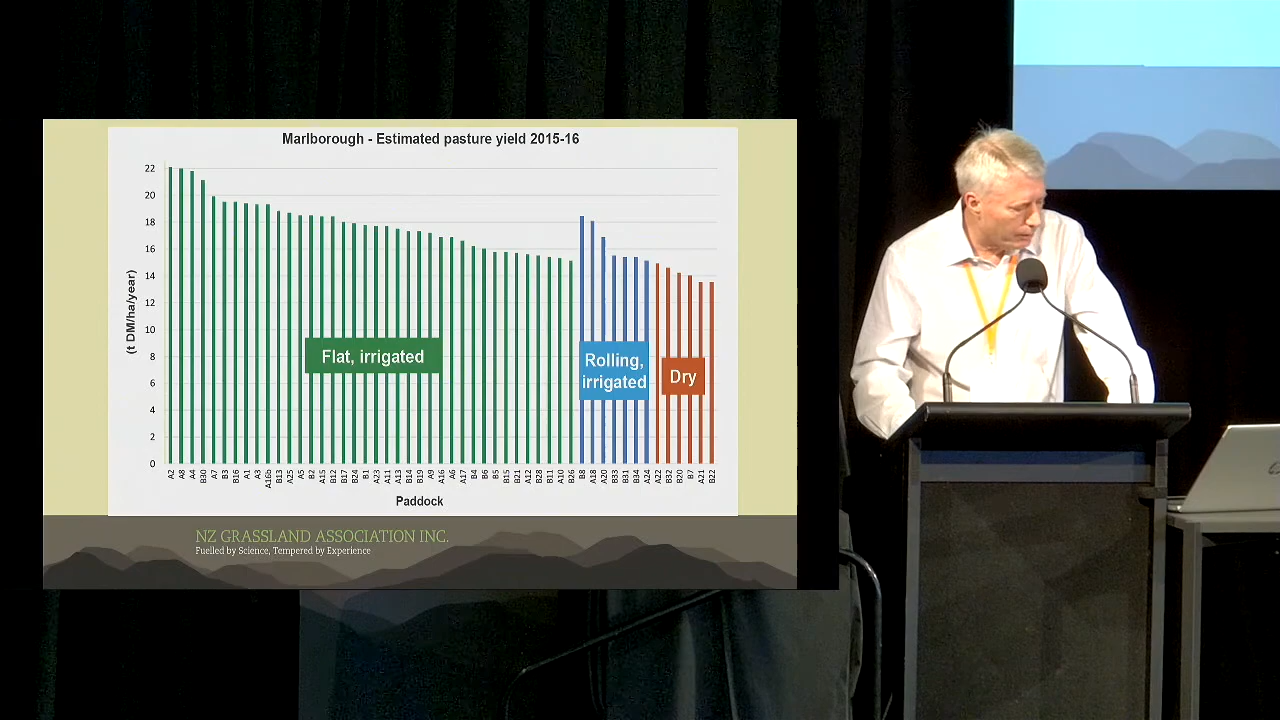 Marlborough - Estimated pasture yield 2015-16
(t DM/ha/year)
22
20
18
16
14
12
10
8
6
4
2
0
Flat, irrigated
Rolling,
irrigated
Dry
A2 A8 A4 B30 A7 B3 B16 A1 A3 A16b B13 A25 A5 B2 A15 B12 B17 B24 B1 A23 A11 A13 B14 B19 A9 A16 A6 A17 B4 B6 B5 B15 B21 A12 B28 B11 A10 B26 B8 A18 A20 B33 B31 B34 A24 A22 B32 B20 B7 A21 B22
Paddock
NZ GRASSLAND ASSOCIATION INC.
Fuelled by Science, Tempered by Experience